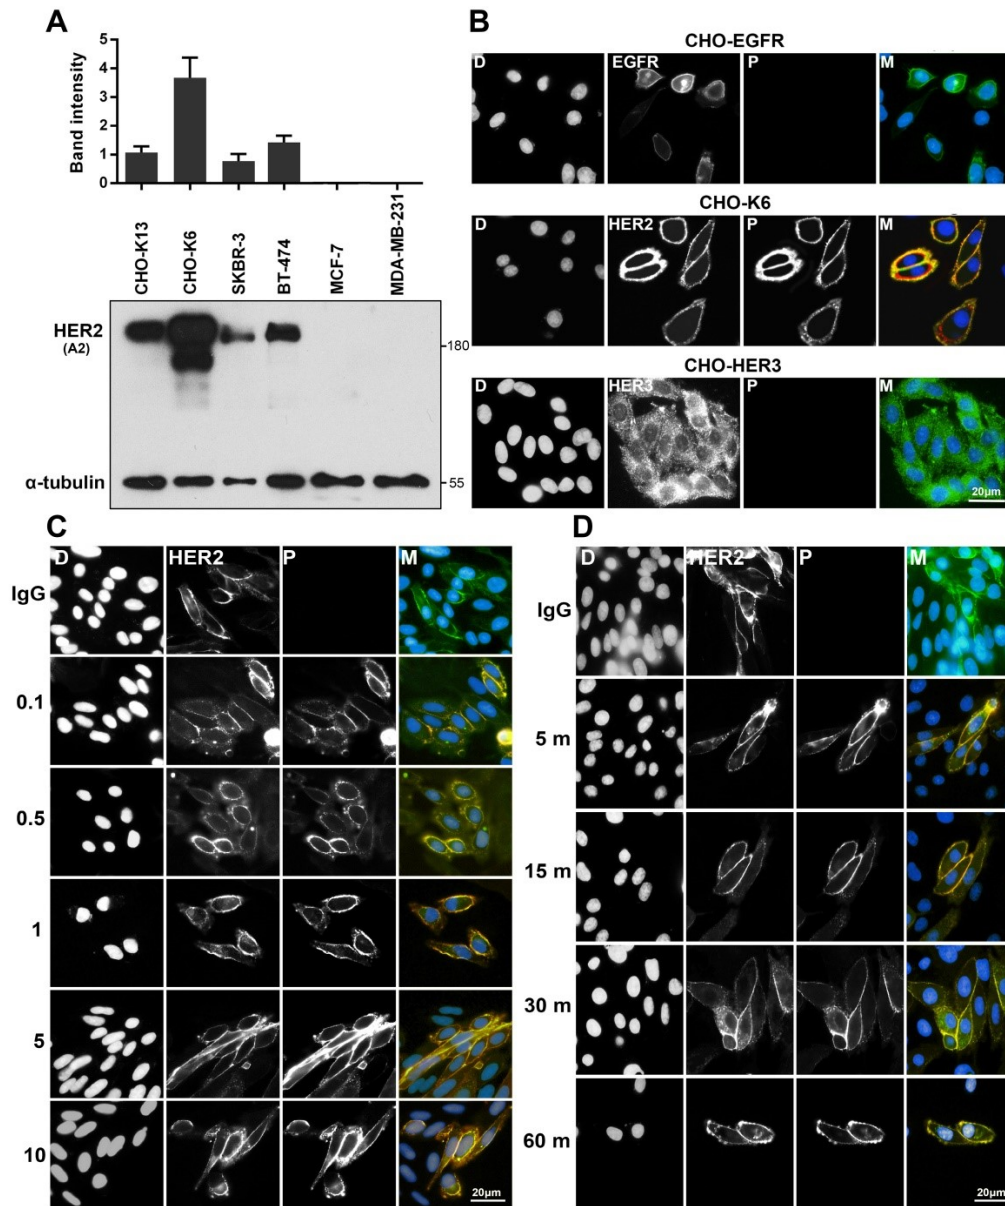 A
Band intensity
5
4
3
2
1
0
CHO-K13
CHO-K6
SKBR-3
BT-474
MCF-7
MDA-MB-231
HER2
(A2)
180
α-tubulin
55
B
CHO-EGFR
D EGFR P M
CHO-K6
D HER2 P M
CHO-HER3
D HER3 P M
20µm
C
D HER2 P M
IgG
0.1
0.5
1
5
10
20µm
D
D HER2 P M
IgG
5 m
15 m
30 m
60 m
20µm